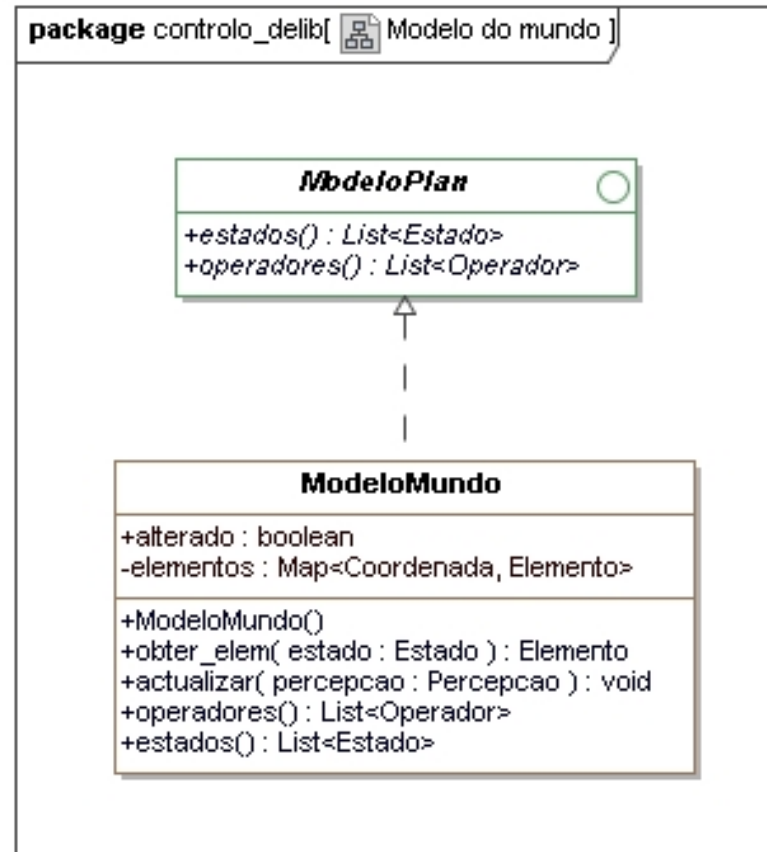 package controlo_delib[ Modelo do mundo ]
ModeloPlan
+estados() : List<Estado>
+operadores() : List<Operador>
ModeloMundo
+alterado : boolean
-elementos : Map<Coordenada, Elemento>
+ModeloMundo()
+obter_elem( estado : Estado ) : Elemento
+actualizar( percepcao : Percepcao ) : void
+operadores() : List<Operador>
+estados() : List<Estado>